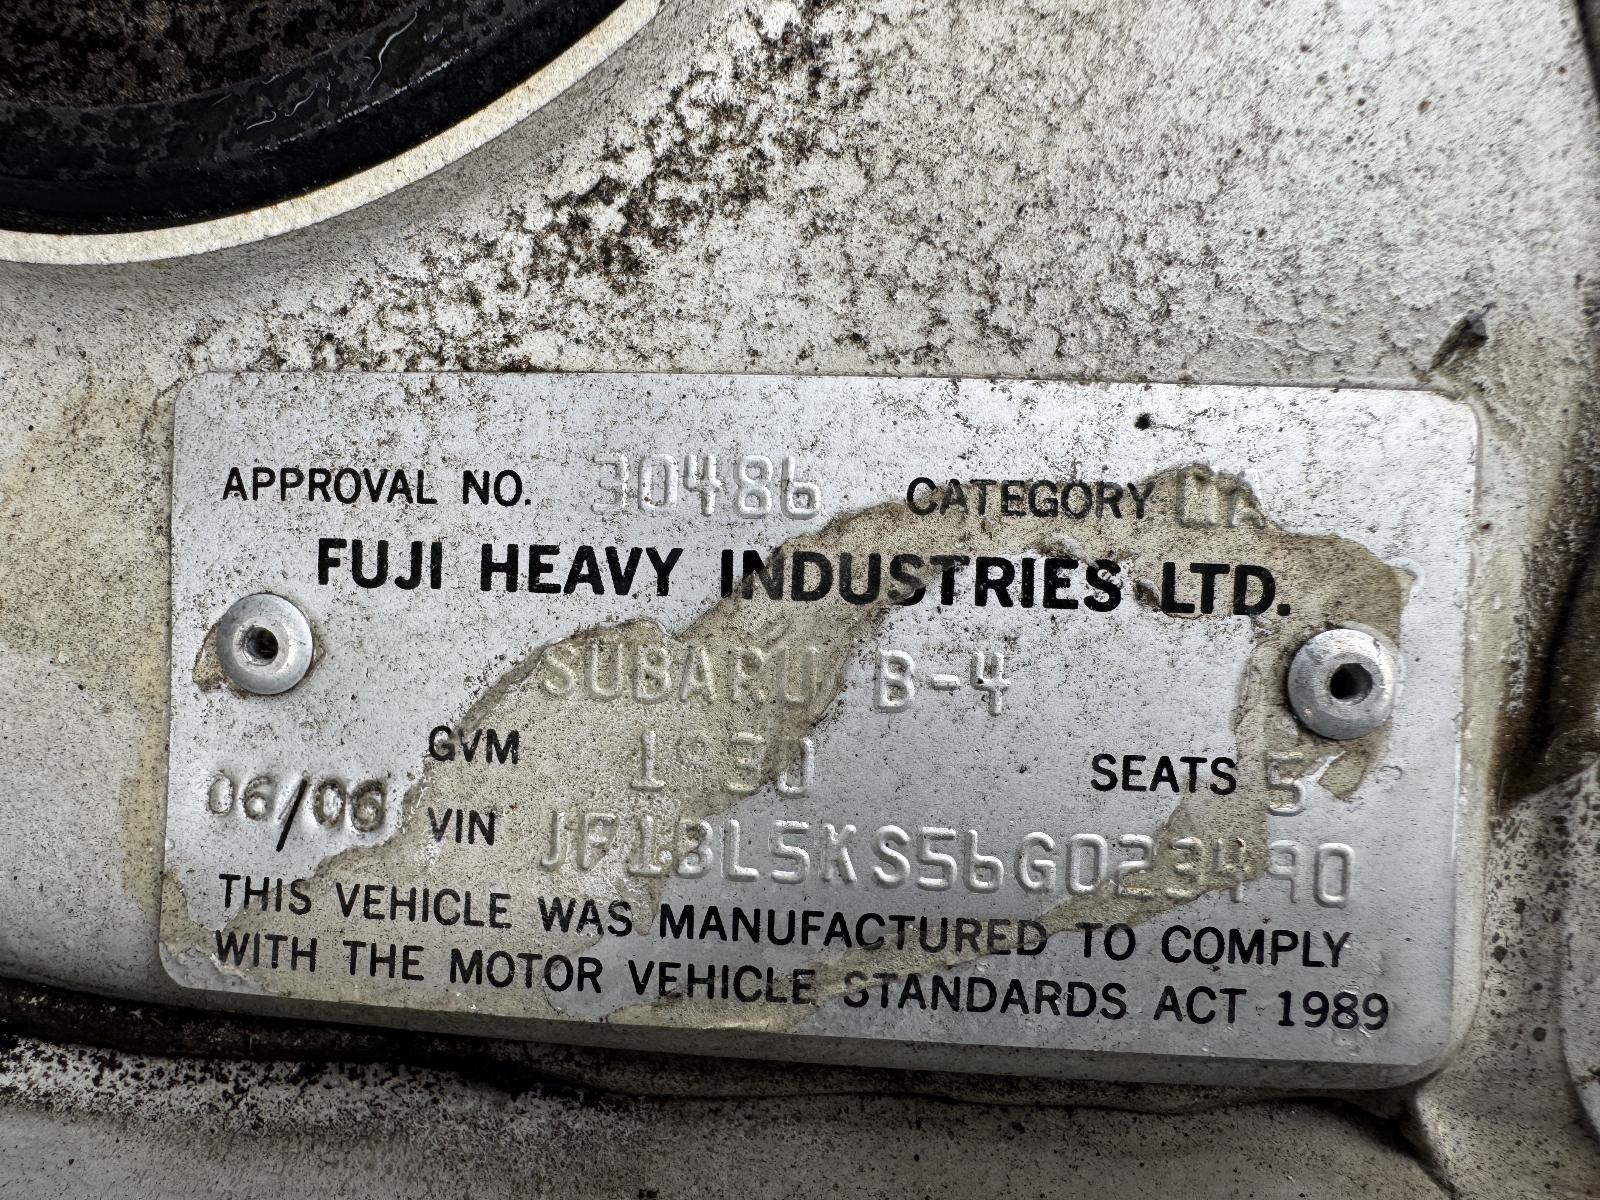 APPROVAL NO. 30486 CATEGORY MA
FUJI HEAVY INDUSTRIES LTD.
SUBARU B-4
GVM SEATS 5
06/06 VIN JF1BL5KS56G023490
THIS VEHICLE WAS MANUFACTURED TO COMPLY
WITH THE MOTOR VEHICLE STANDARDS ACT 1989